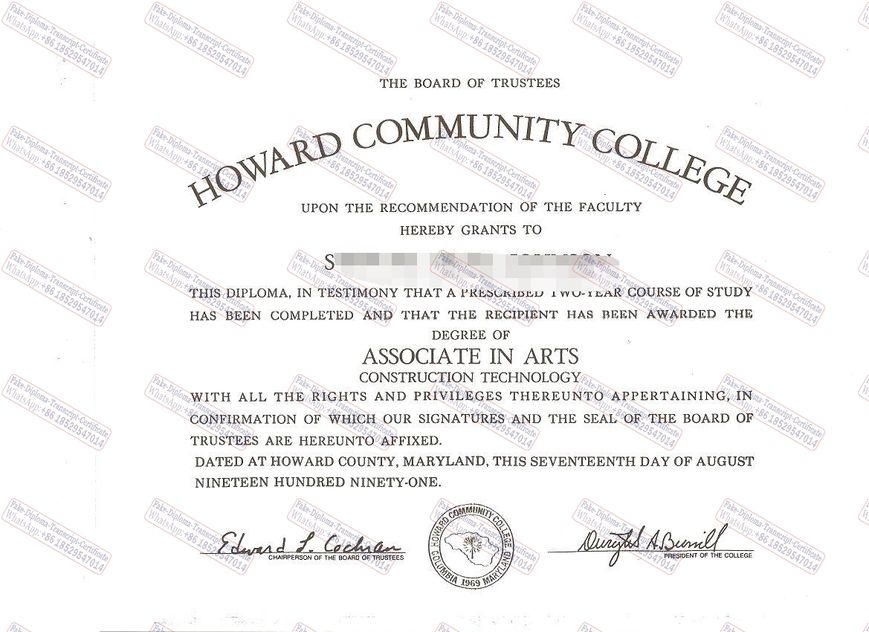 THE BOARD OF TRUSTEES
HOWARD COMMUNITY COLLEGE
UPON THE RECOMMENDATION OF THE FACULTY
HEREBY GRANTS TO
S
THIS DIPLOMA, IN TESTIMONY THAT A PRESCRIBED TWO-YEAR COURSE OF STUDY
HAS BEEN COMPLETED AND THAT THE RECIPIENT HAS BEEN AWARDED THE
DEGREE OF
ASSOCIATE IN ARTS
CONSTRUCTION TECHNOLOGY
WITH ALL THE RIGHTS AND PRIVILEGES THEREUNTO APPERTAINING, IN
CONFIRMATION OF WHICH OUR SIGNATURES AND THE SEAL OF THE BOARD OF
TRUSTEES ARE HEREUNTO AFFIXED.
DATED AT HOWARD COUNTY, MARYLAND, THIS SEVENTEENTH DAY OF AUGUST
NINETEEN HUNDRED NINETY-ONE.
Edward L. Cochran
CHAIRPERSON OF THE BOARD OF TRUSTEES
HOWARD COMMUNITY COLLEGE
COLUMBIA 1969 MARYLAND
Dwight A. Burrill
PRESIDENT OF THE COLLEGE
Fake-Diploma-Transcript-Certificate
WhatsApp:+86 18529547014